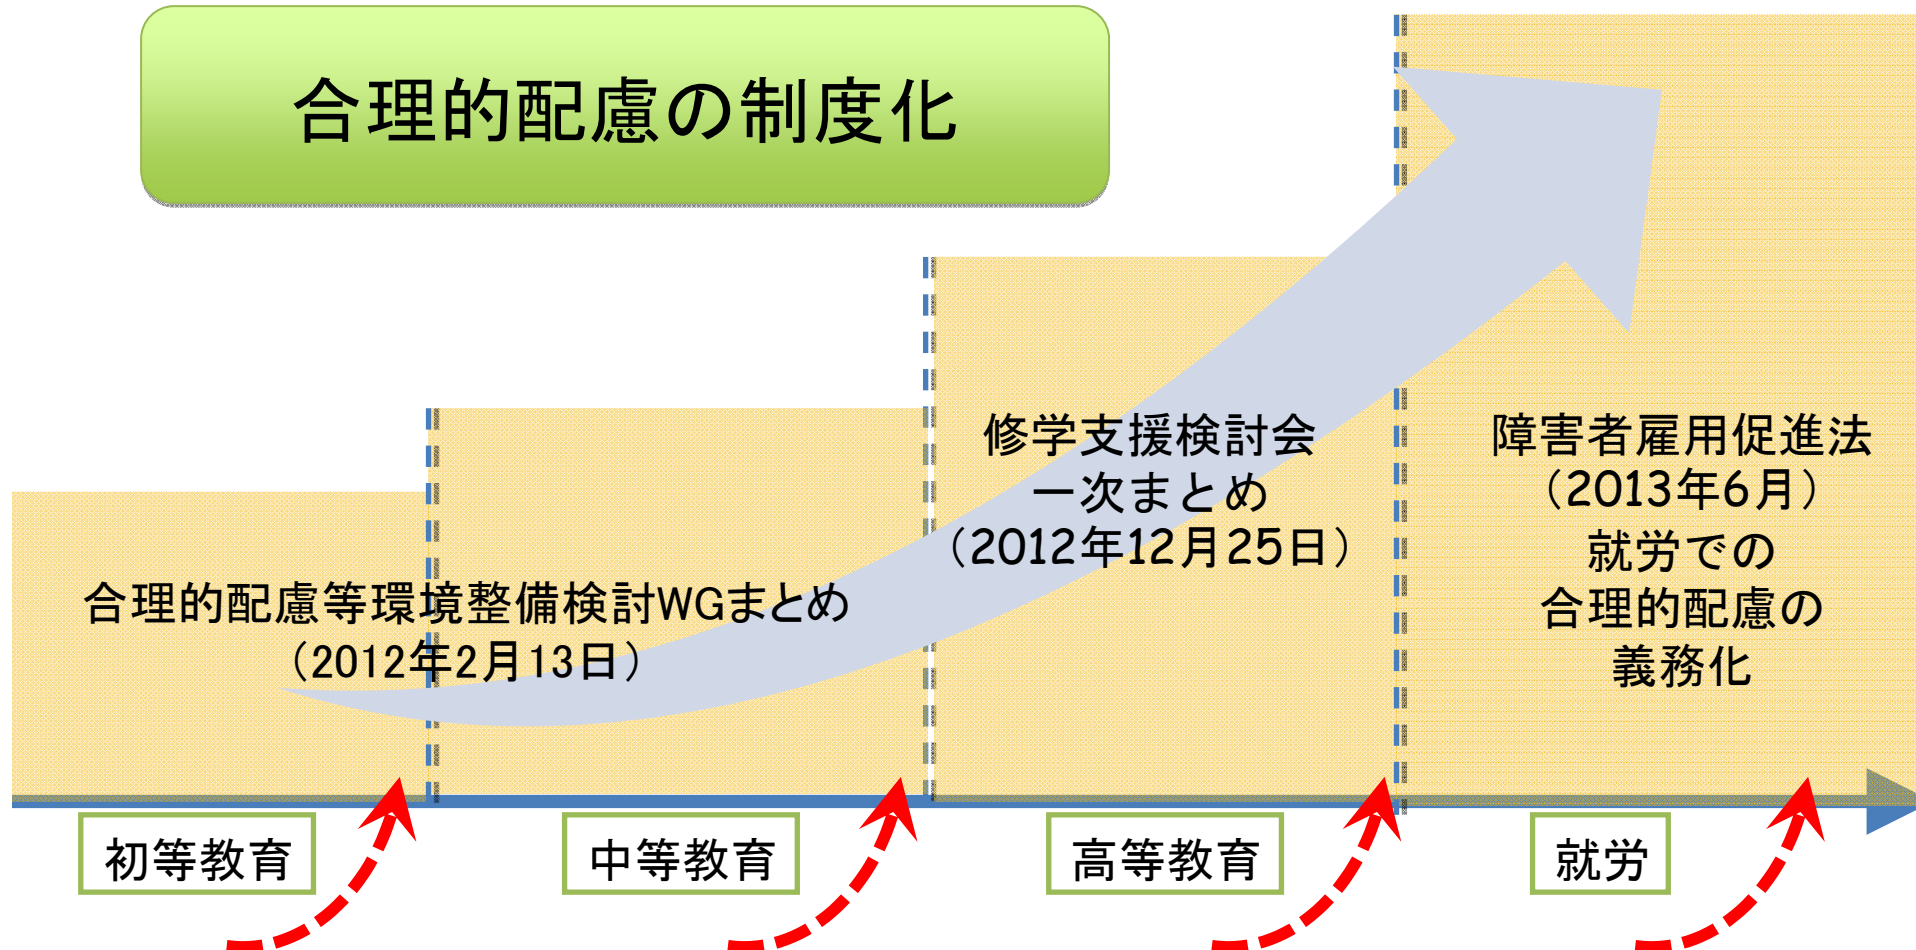 合理的配慮の制度化
合理的配慮等環境整備検討WGまとめ
（2012年2月13日）
修学支援検討会
一次まとめ
（2012年12月25日）
障害者雇用促進法
（2013年6月）
就労での
合理的配慮の
義務化
初等教育
中等教育
高等教育
就労